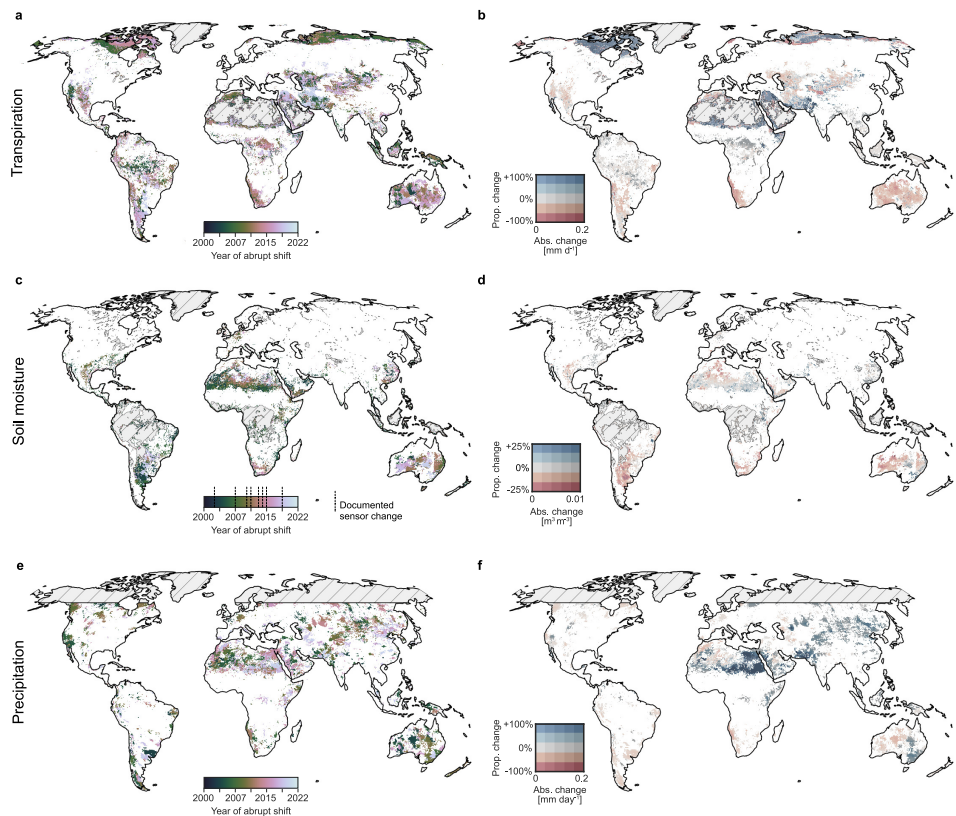 a
b
Transpiration
+100%
0%
-100%
Prop. change
0 0.2
Abs. change
[mm d⁻¹]
2000 2007 2015 2022
Year of abrupt shift
c
d
Soil moisture
+25%
0%
-25%
Prop. change
0 0.01
Abs. change
[m³ m⁻³]
2000 2007 2015 2022
Year of abrupt shift
Documented
sensor change
e
f
Precipitation
+100%
0%
-100%
Prop. change
0 0.2
Abs. change
[mm day⁻¹]
2000 2007 2015 2022
Year of abrupt shift